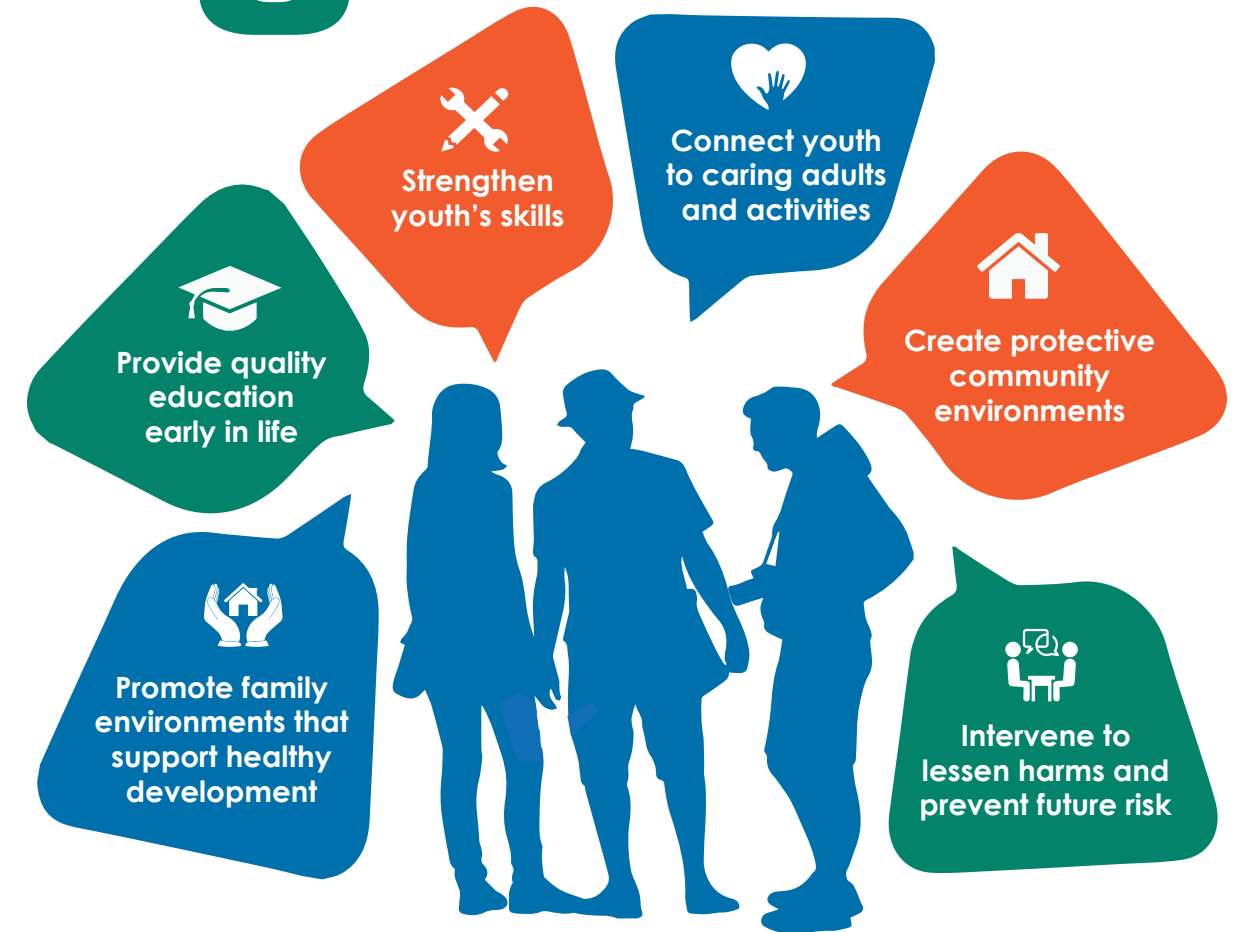 Strengthen
youth's skills
Connect youth
to caring adults
and activities
Provide quality
education
early in life
Create protective
community
environments
Promote family
environments that
support healthy
development
Intervene to
lessen harms and
prevent future risk